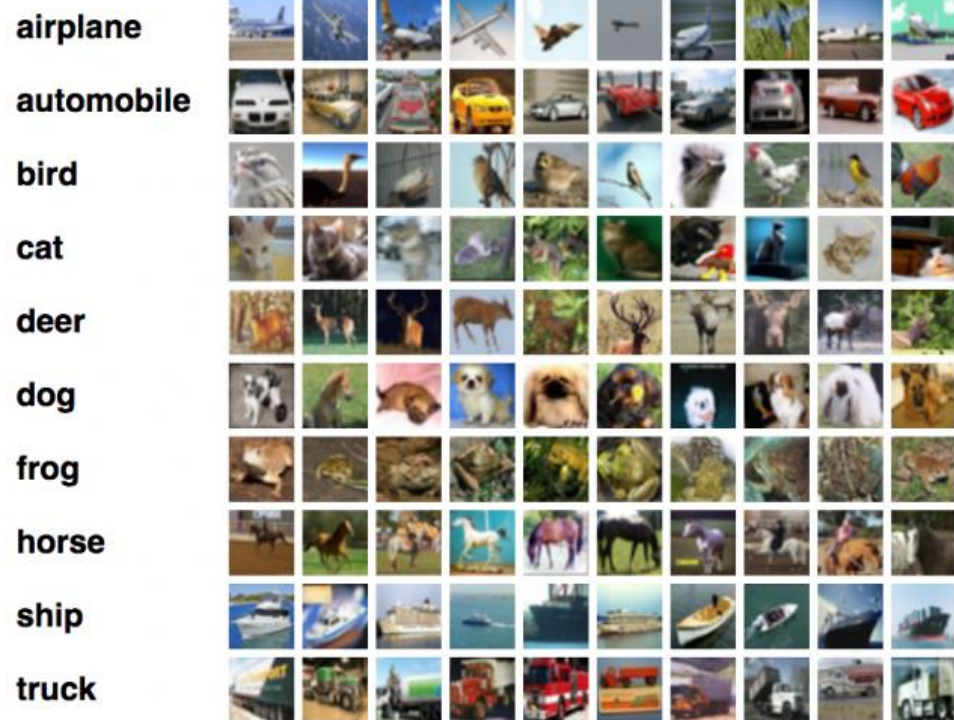 airplane
automobile
bird
cat
deer
dog
frog
horse
ship
truck